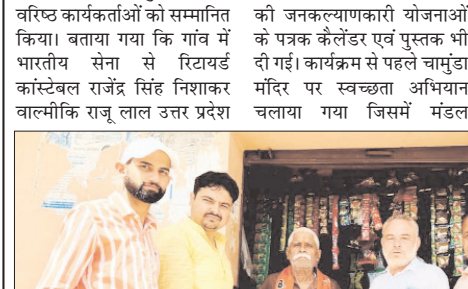 वरिष्ठ कार्यकर्ताओं को सम्मानित
किया। बताया गया कि गांव में
भारतीय सेना से रिटायर्ड
कांस्टेबल राजेंद्र सिंह निशाकर
वाल्मीकि राजू लाल उत्तर प्रदेश
की जनकल्याणकारी योजनाओं
के पत्रक कैलेंडर एवं पुस्तक भी
दी गई। कार्यक्रम से पहले चामुंडा
मंदिर पर स्वच्छता अभियान
चलाया गया जिसमें मंडल